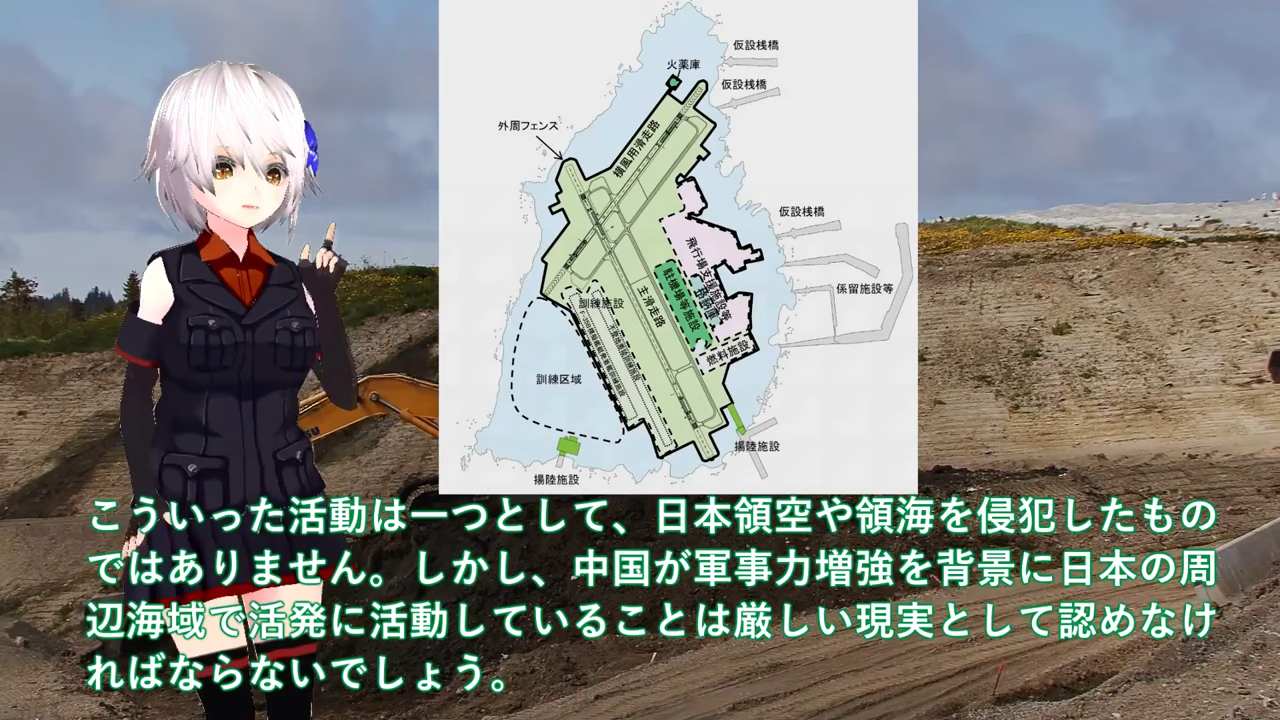 仮設桟橋
火薬庫
仮設桟橋
外周フェンス
横風用滑走路
仮設桟橋
飛行場支援施設等
駐機場等施設
係留施設等
訓練施設
主滑走路
燃料施設
訓練区域
揚陸施設
揚陸施設
こういった活動は一つとして、日本領空や領海を侵犯したもの
ではありません。しかし、中国が軍事力増強を背景に日本の周
辺海域で活発に活動していることは厳しい現実として認めなけ
ればならないでしょう。